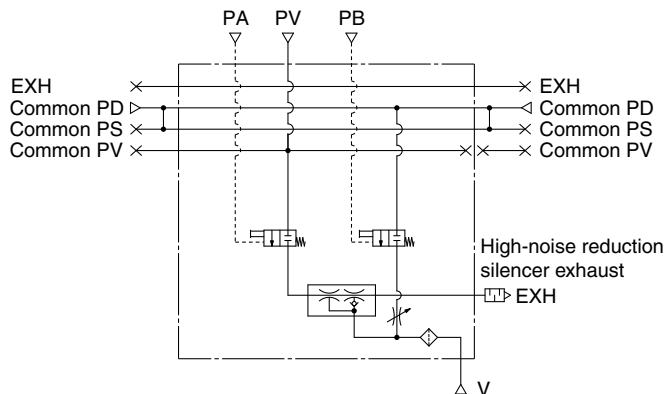 PA PV PB
EXH EXH
Common PD Common PD
Common PS Common PS
Common PV Common PV
High-noise reduction
silencer exhaust
EXH
V